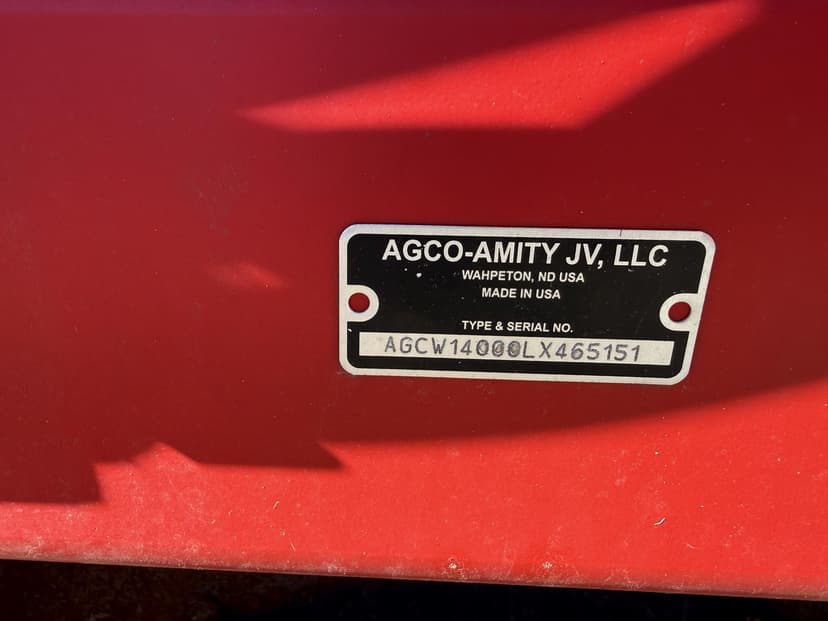 AGCO-AMITY JV, LLC
WAHPETON, ND USA
MADE IN USA
TYPE & SERIAL NO.
AGCW14000LX465151